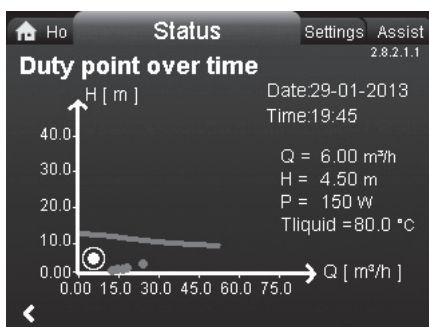 Ho Status Settings Assist
2.8.2.1.1
Duty point over time
H [ m ]
Date:29-01-2013
Time:19:45
40.0
30.0
20.0
10.0
0.00
Q = 6.00 m³/h
H = 4.50 m
P = 150 W
Tliquid =80.0 °C
0.00 15.0 30.0 45.0 60.0 75.0
Q [ m³/h ]